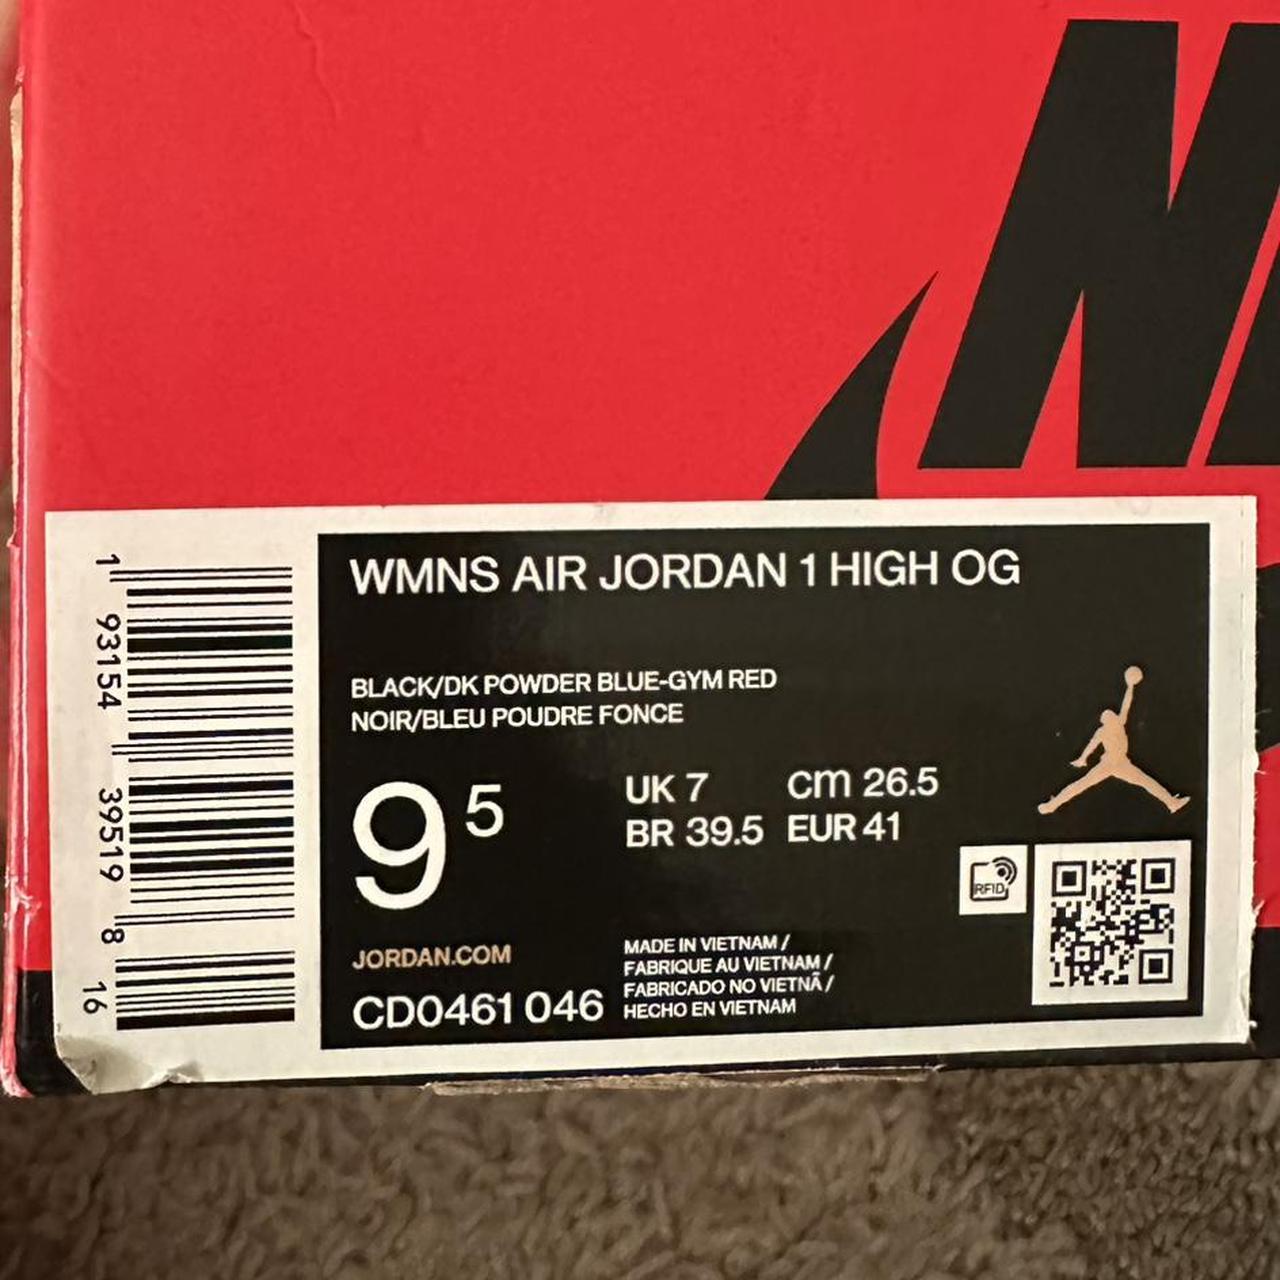 WMNS AIR JORDAN 1 HIGH OG
BLACK/DK POWDER BLUE-GYM RED
NOIR/BLEU POUDRE FONCE
9 5
UK 7 cm 26.5
BR 39.5 EUR 41
RFID
JORDAN.COM
CD0461 046
MADE IN VIETNAM /
FABRIQUE AU VIETNAM /
FABRICADO NO VIETNÃ /
HECHO EN VIETNAM
1 93154 39519 8 16